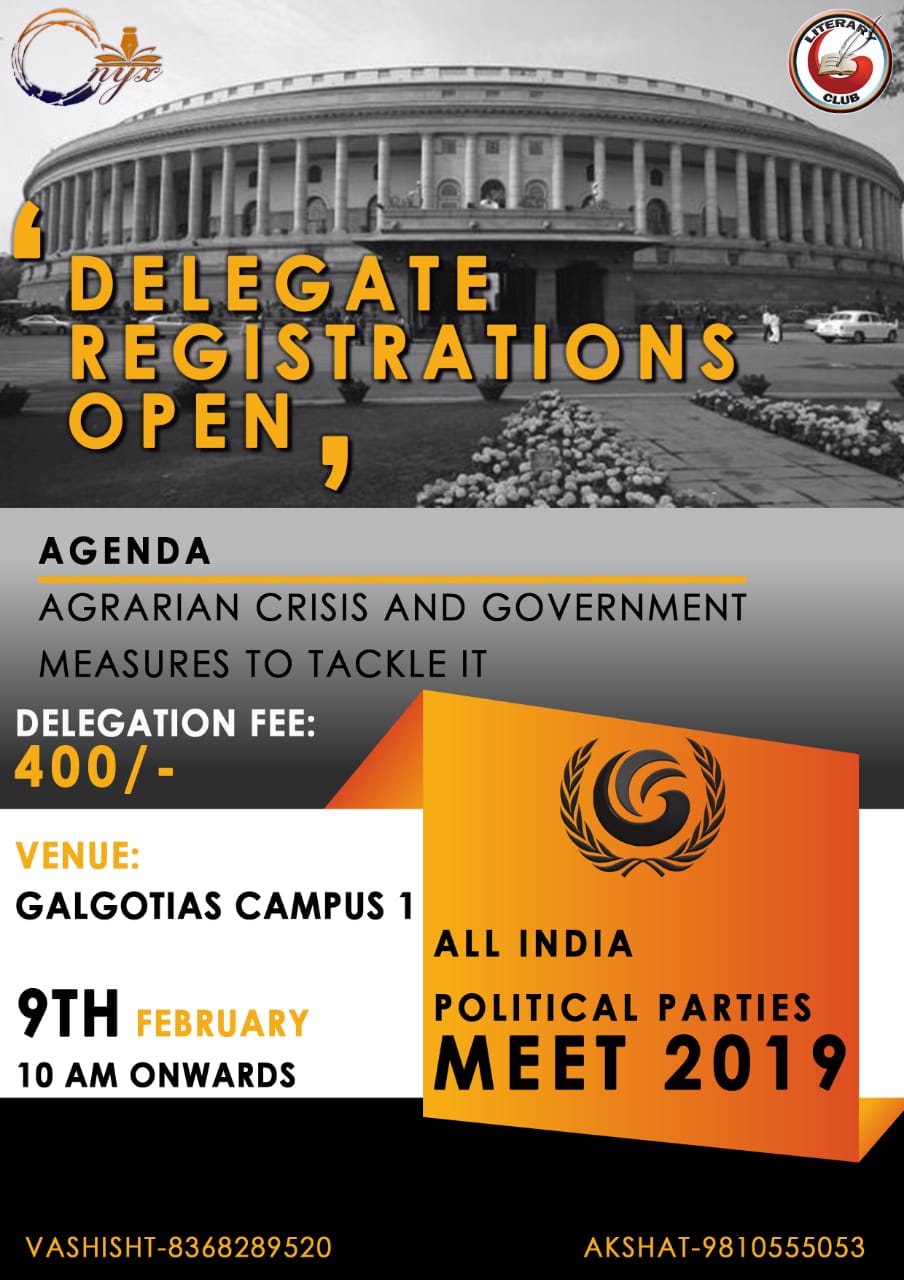 Onyx
LITERARY
CLUB
‘DELEGATE
REGISTRATIONS
OPEN,
AGENDA
AGRARIAN CRISIS AND GOVERNMENT
MEASURES TO TACKLE IT
DELEGATION FEE:
400/-
VENUE:
GALGOTIAS CAMPUS 1
9TH FEBRUARY
10 AM ONWARDS
ALL INDIA
POLITICAL PARTIES
MEET 2019
VASHISHT-8368289520
AKSHAT-9810555053